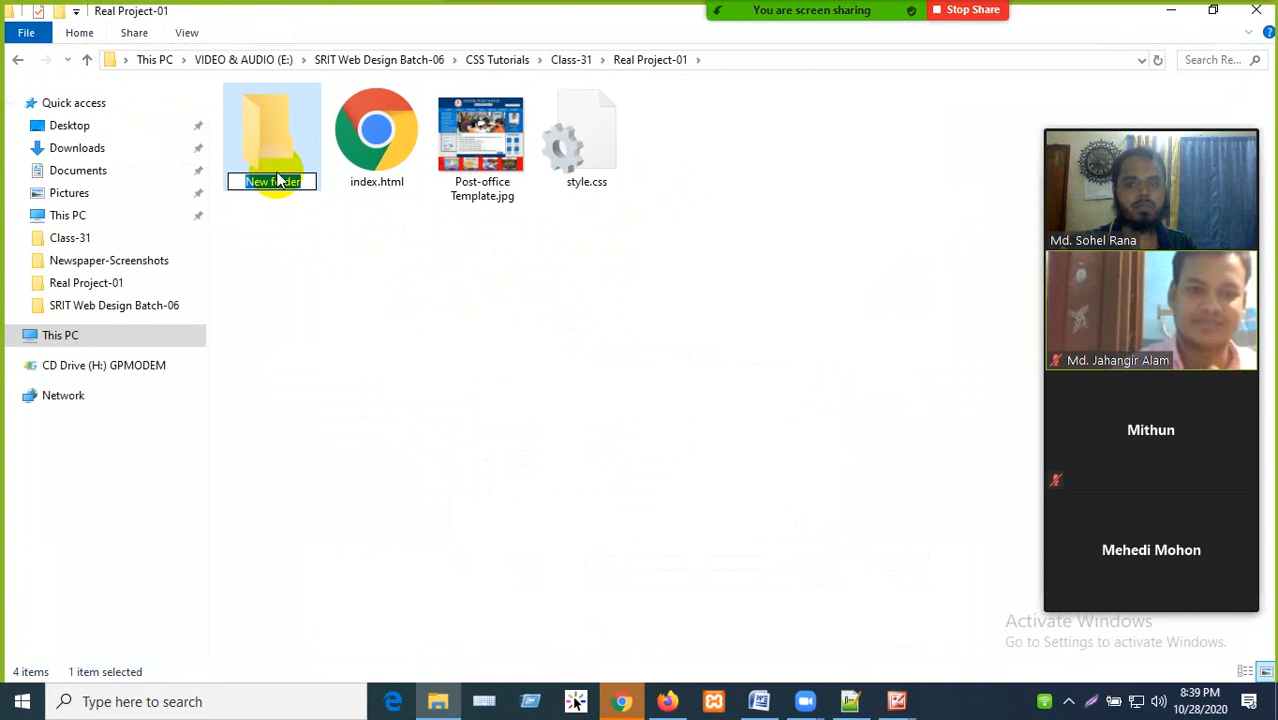 Real Project-01
You are screen sharing
Stop Share
File Home Share View
This PC VIDEO & AUDIO (E:) SRIT Web Design Batch-06 CSS Tutorials Class-31 Real Project-01
Search Re...
Quick access
Desktop
Downloads
Documents
Pictures
This PC
Class-31
Newspaper-Screenshots
Real Project-01
SRIT Web Design Batch-06
This PC
CD Drive (H:) GPMODEM
Network
New folder
index.html
Post-office
Template.jpg
style.css
Md. Sohel Rana
Md. Jahangir Alam
Mithun
Mehedi Mohon
Activate Windows
Go to Settings to activate Windows.
4 items 1 item selected
Type here to search
8:39 PM
10/28/2020